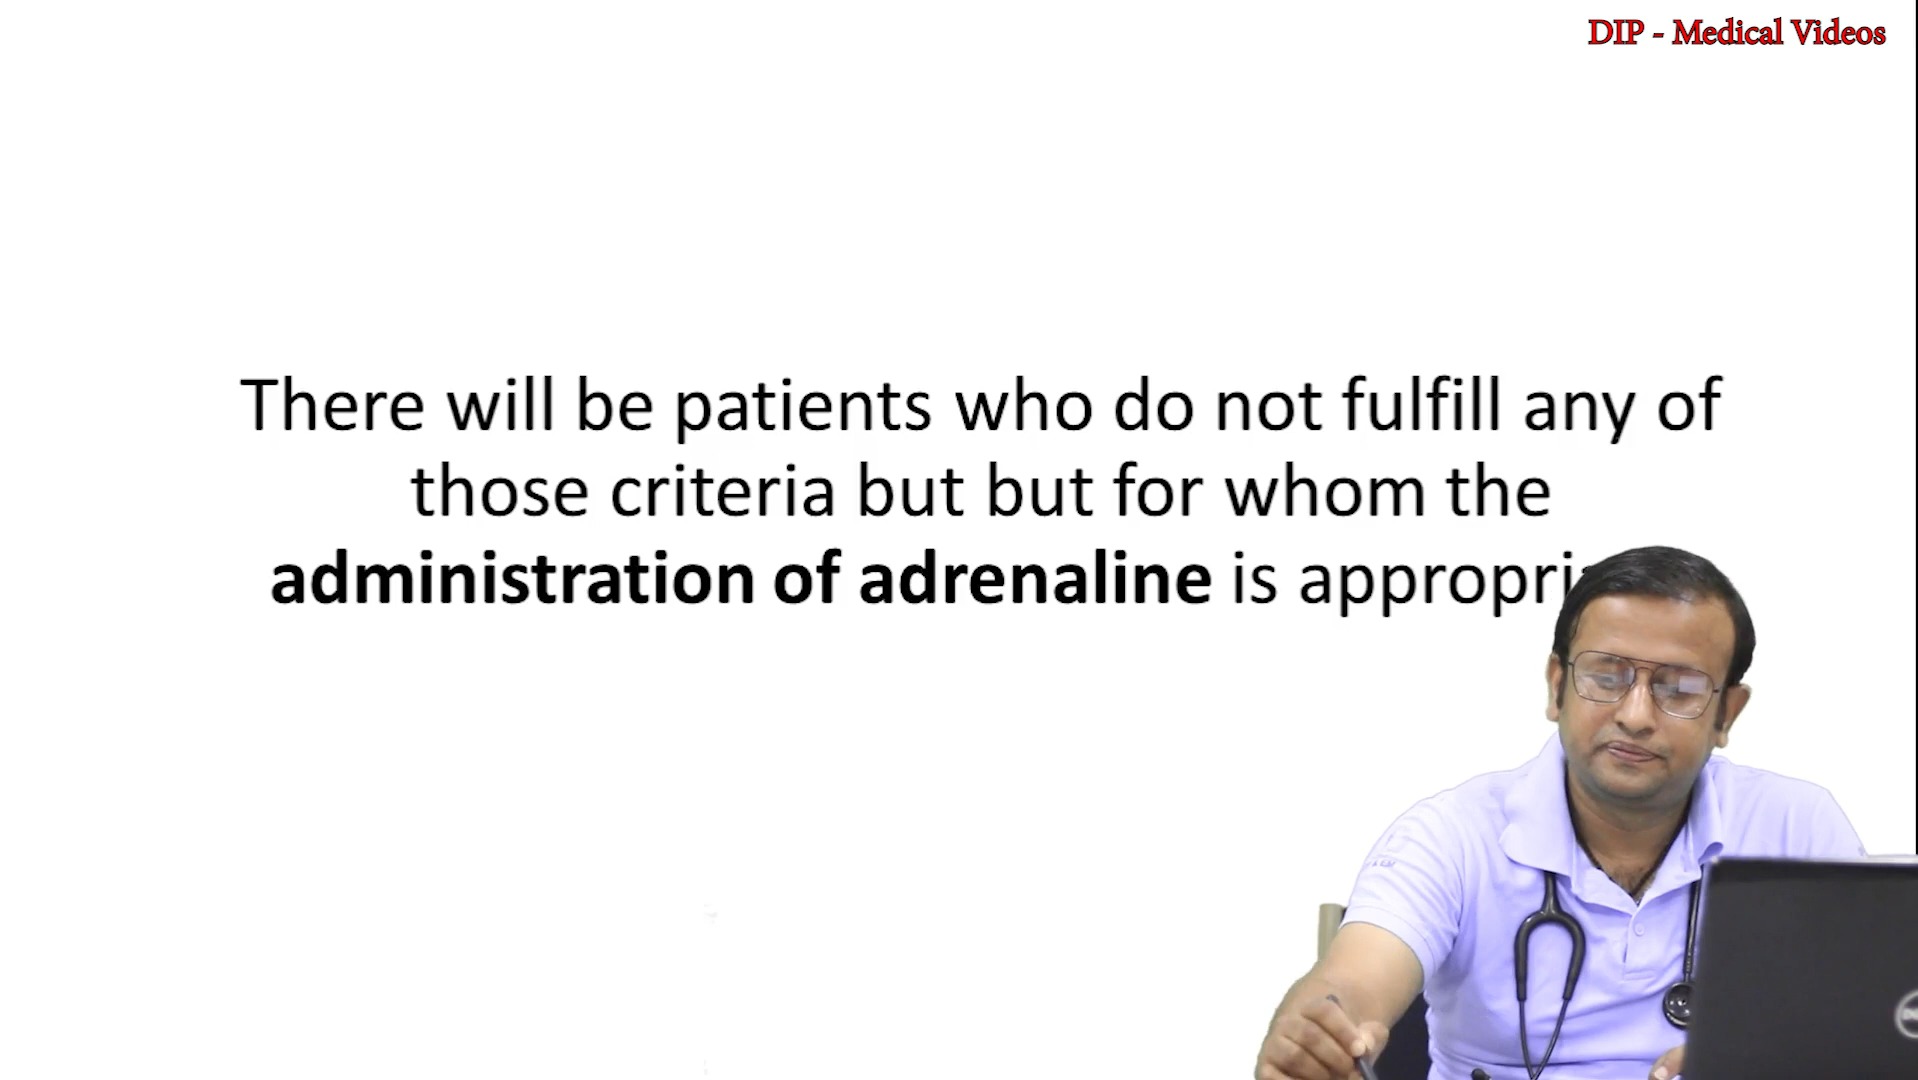 DIP - Medical Videos
There will be patients who do not fulfill any of
those criteria but but for whom the
administration of adrenaline is